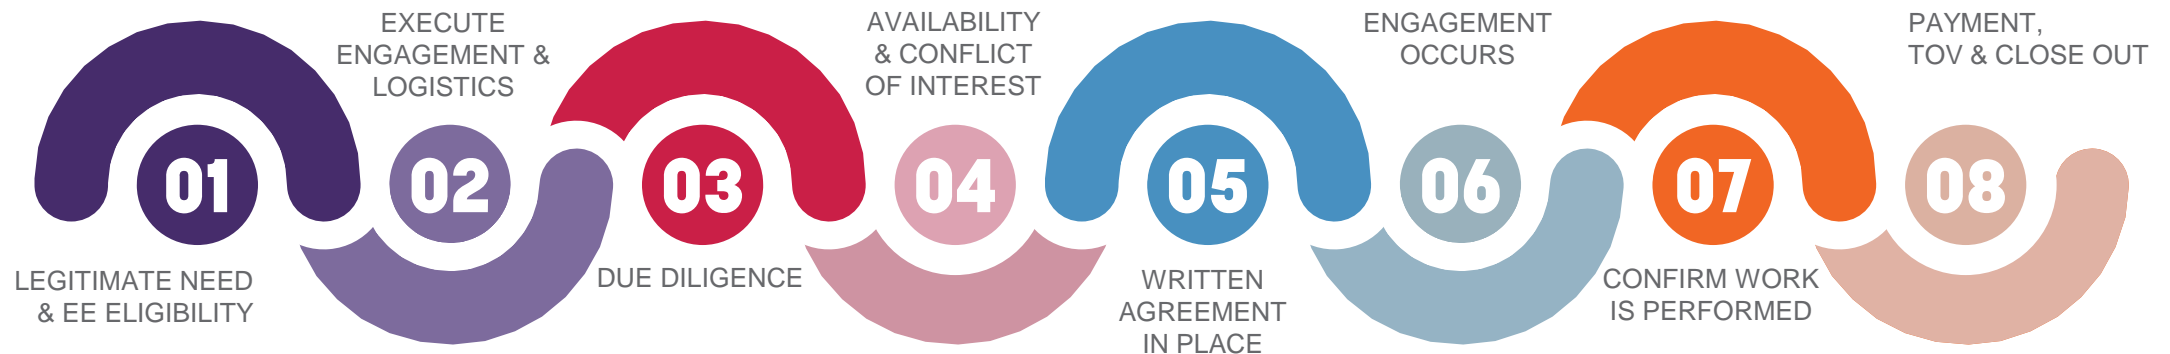 01
LEGITIMATE NEED
& EE ELIGIBILITY
EXECUTE
ENGAGEMENT &
LOGISTICS
02
03
DUE DILIGENCE
AVAILABILITY
& CONFLICT
OF INTEREST
04
05
WRITTEN
AGREEMENT
IN PLACE
ENGAGEMENT
OCCURS
06
07
CONFIRM WORK
IS PERFORMED
PAYMENT,
TOV & CLOSE OUT
08